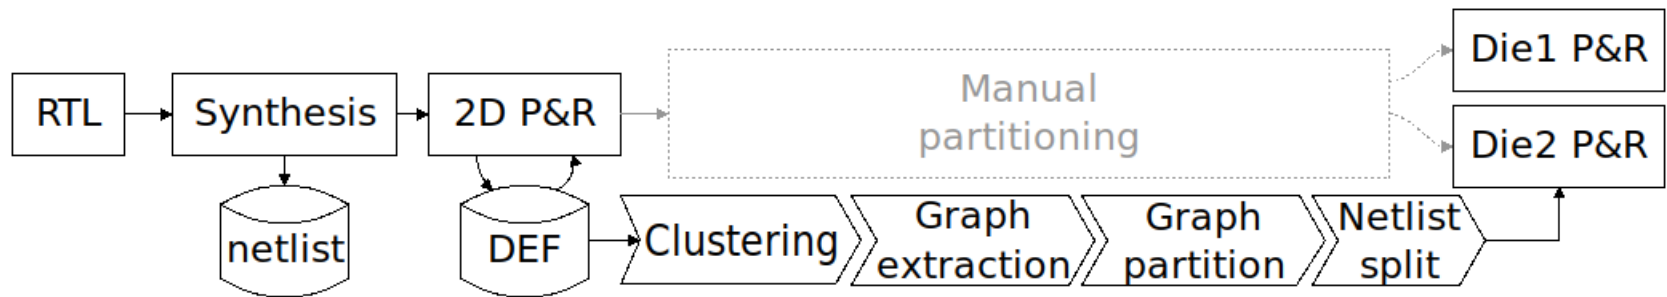 RTL
Synthesis
2D P&R
Manual
partitioning
Die1 P&R
Die2 P&R
netlist
DEF
Clustering
Graph
extraction
Graph
partition
Netlist
split